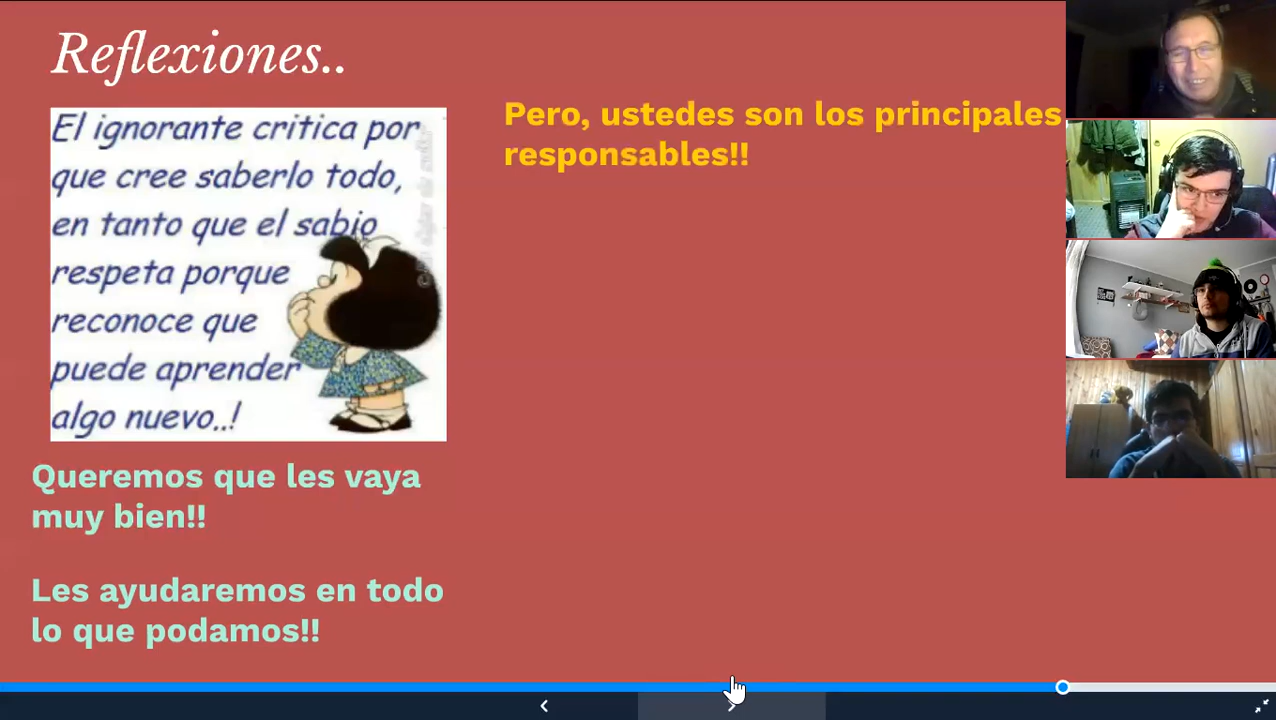 Reflexiones..
El ignorante critica por
que cree saberlo todo,
en tanto que el sabio
respeta porque
reconoce que
puede aprender
algo nuevo..!
Queremos que les vaya
muy bien!!
Les ayudaremos en todo
lo que podamos!!
Pero, ustedes son los principales
responsables!!